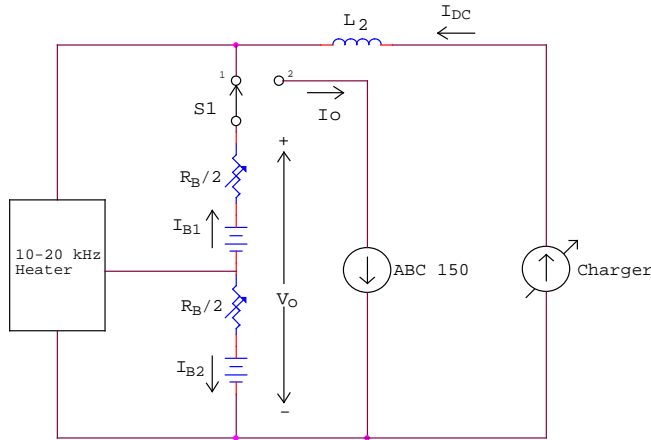 L2
IDC
1
2
S1
Io
+
RB/2
IB1
10-20 kHz
Heater
ABC 150
Charger
RB/2
Vo
IB2
-